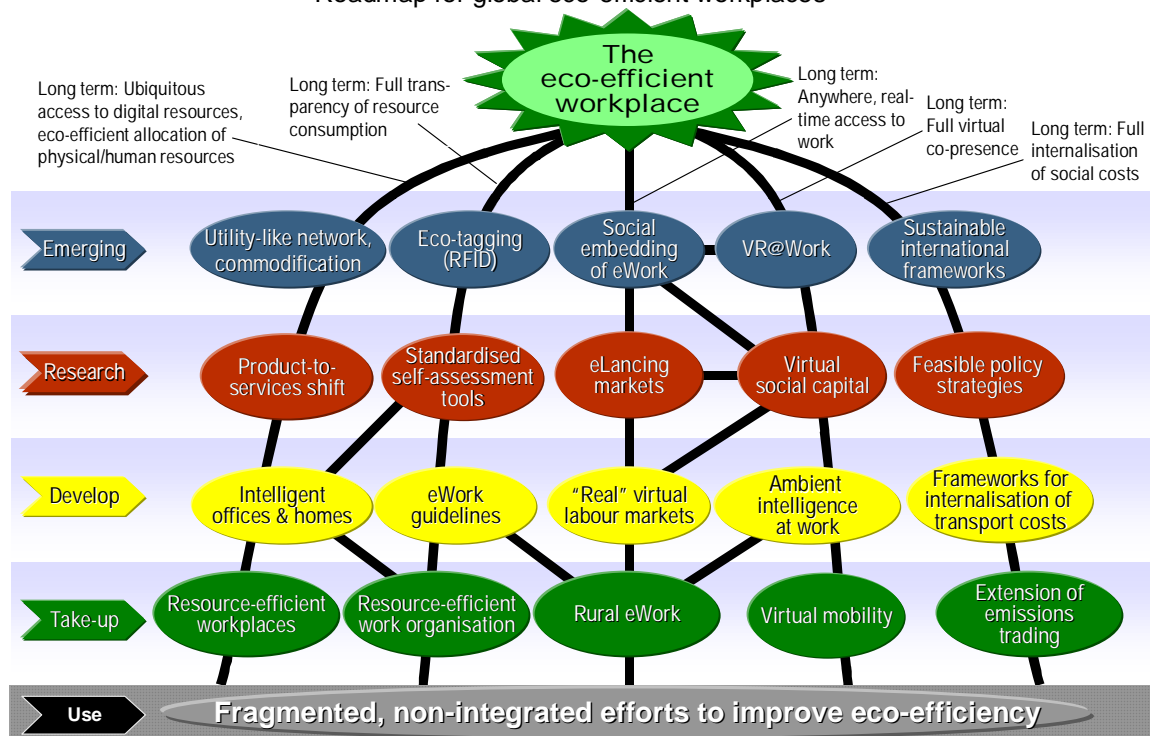 Roadmap for global eco-efficient workplaces
The
eco-efficient
workplace
Long term: Ubiquitous
access to digital resources,
eco-efficient allocation of
physical/human resources
Long term: Full trans-
parency of resource
consumption
Long term:
Anywhere, real-
time access to
work
Long term:
Full virtual
co-presence
Long term: Full
internalisation
of social costs
Emerging
Utility-like network,
commodification
Eco-tagging
(RFID)
Social
embedding
of eWork
VR@Work
Sustainable
international
frameworks
Research
Product-to-
services shift
Standardised
self-assessment
tools
eLancing
markets
Virtual
social capital
Feasible policy
strategies
Develop
Intelligent
offices & homes
eWork
guidelines
“Real” virtual
labour markets
Ambient
intelligence
at work
Frameworks for
internalisation of
transport costs
Take-up
Resource-efficient
workplaces
Resource-efficient
work organisation
Rural eWork
Virtual mobility
Extension of
emissions
trading
Use
Fragmented, non-integrated efforts to improve eco-efficiency